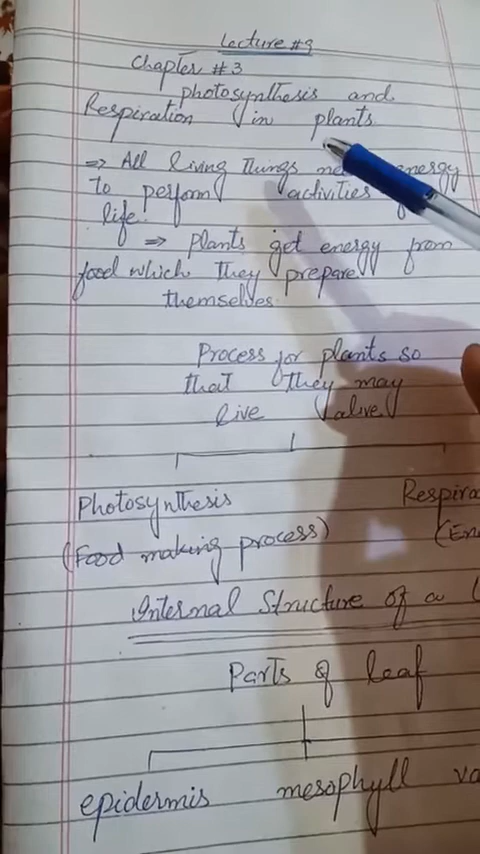 Lecture #9
Chapter #3
photosynthesis and
Respiration in plants
⇒ All living things energy
to perform activities
life.
⇒ plants get energy from
food which they prepare
themselves.
Process for plants so
that they may
live alive
Photosynthesis
(Food making process)
Internal Structure of a
Parts of leaf
epidermis mesophyll